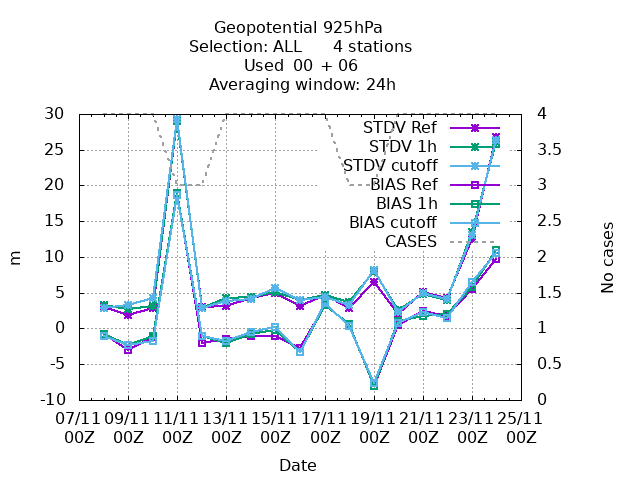 Geopotential 925hPa
Selection: ALL 4 stations
Used 00 + 06
Averaging window: 24h
30 4
25 3.5
20 3
15 2.5
10 2
5 1.5
0 1
-5 0.5
-10 0
STDV Ref
STDV 1h
STDV cutoff
BIAS Ref
BIAS 1h
BIAS cutoff
CASES
m
No cases
07/11 09/11 11/11 13/11 15/11 17/11 19/11 21/11 23/11 25/11
00Z 00Z 00Z 00Z 00Z 00Z 00Z 00Z 00Z 00Z
Date